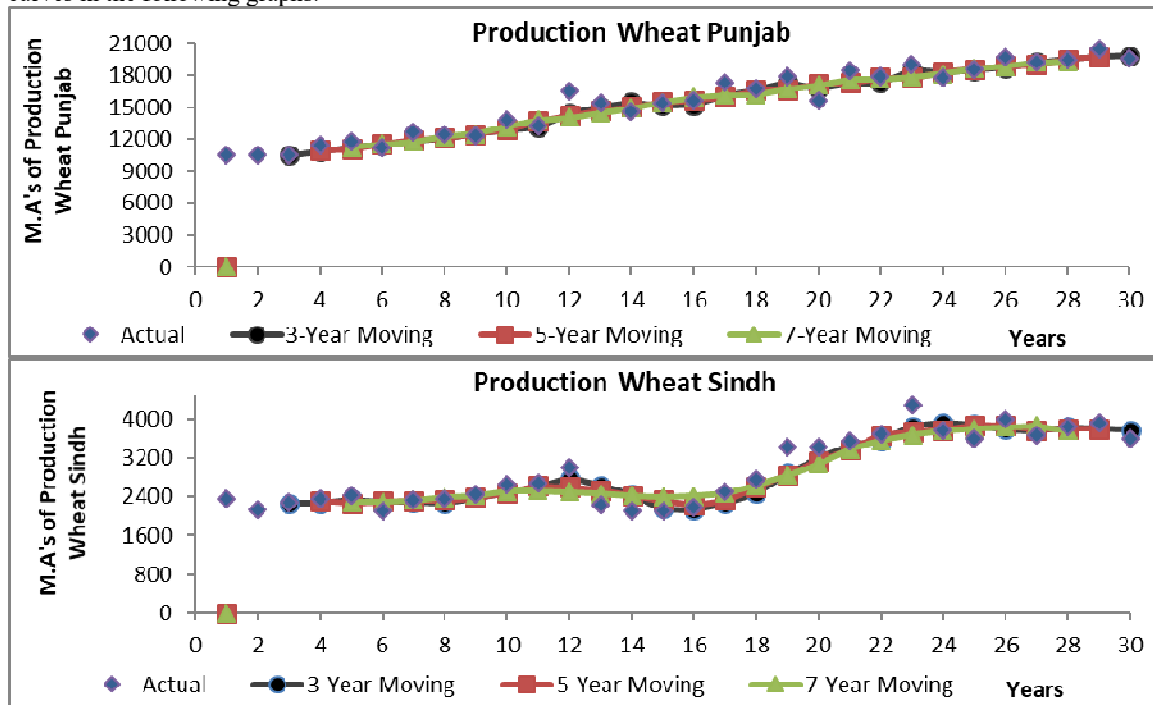 Production Wheat Punjab
M.A's of Production
Wheat Punjab
21000
18000
15000
12000
9000
6000
3000
0
0 2 4 6 8 10 12 14 16 18 20 22 24 26 28 30
Actual 3-Year Moving 5-Year Moving 7-Year Moving Years
Production Wheat Sindh
M.A's of Production
Wheat Sindh
4000
3200
2400
1600
800
0
0 2 4 6 8 10 12 14 16 18 20 22 24 26 28 30
Actual 3 Year Moving 5 Year Moving 7 Year Moving Years